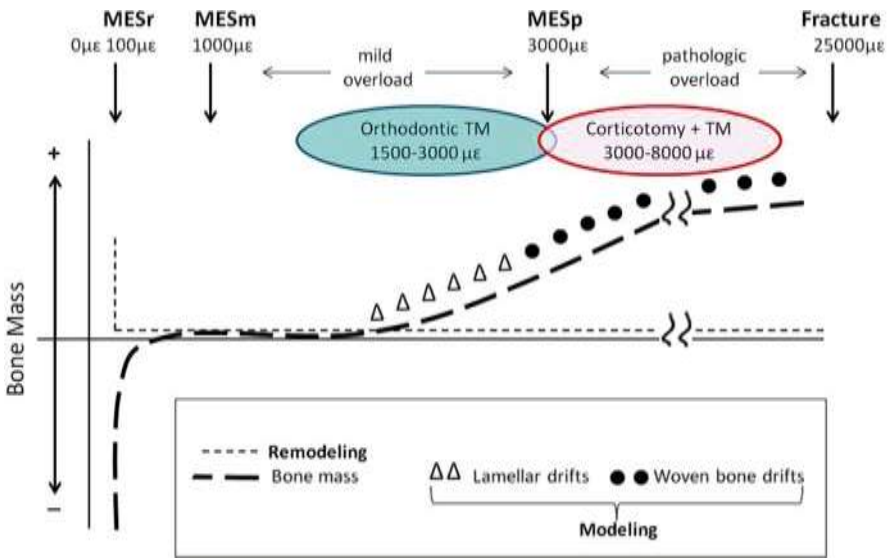 MESr MESm MESp Fracture
0µε 100µε 1000µε 3000µε 25000µε
mild
overload
pathologic
overload
Orthodontic TM
1500-3000 µε
Corticotomy + TM
3000-8000 µε
+
Bone Mass
–
Remodeling
Bone mass
Lamellar drifts
Woven bone drifts
Modeling